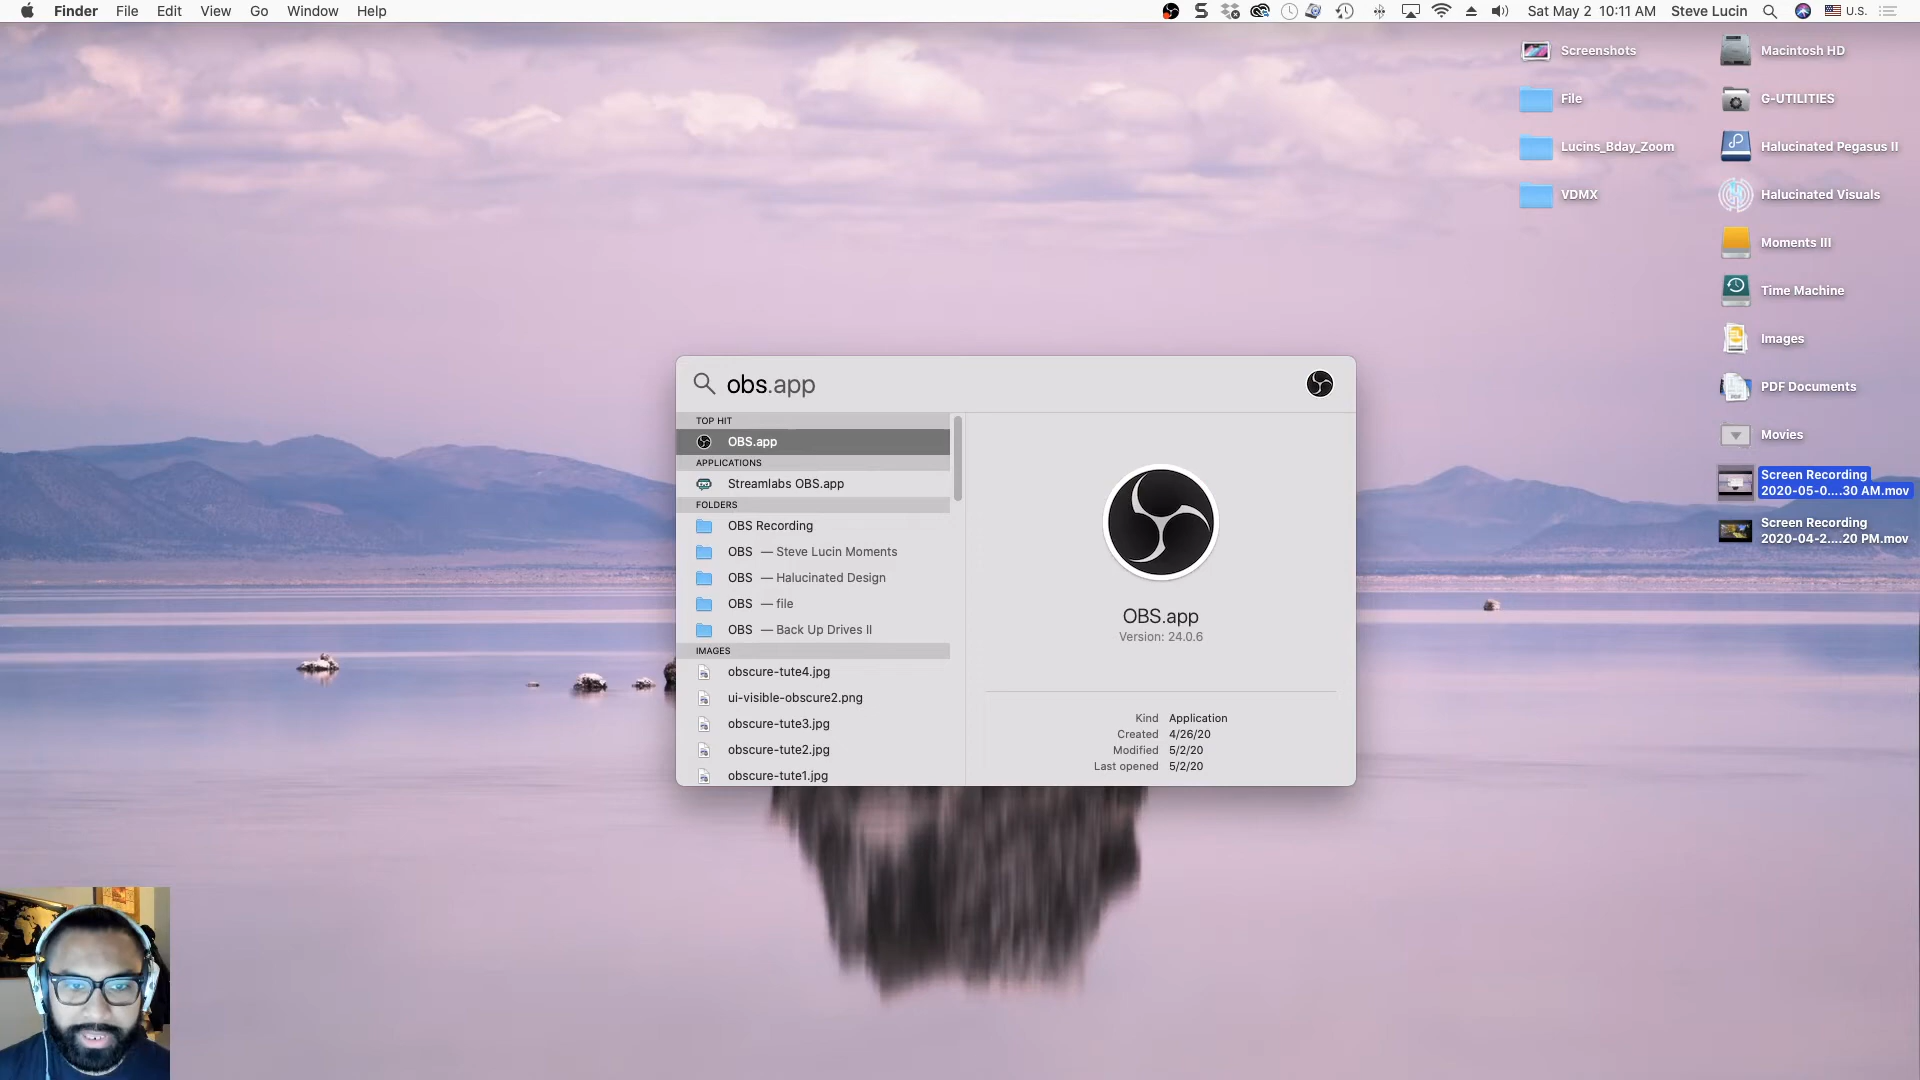 Finder File Edit View Go Window Help
Sat May 2 10:11 AM Steve Lucin U.S.
Screenshots
File
Lucins_Bday_Zoom
VDMX
Macintosh HD
G-UTILITIES
Halucinated Pegasus II
Halucinated Visuals
Moments III
Time Machine
Images
PDF Documents
Movies
Screen Recording
2020-05-0....30 AM.mov
Screen Recording
2020-04-2....20 PM.mov
obs.app
TOP HIT
OBS.app
APPLICATIONS
Streamlabs OBS.app
FOLDERS
OBS Recording
OBS — Steve Lucin Moments
OBS — Halucinated Design
OBS — file
OBS — Back Up Drives II
IMAGES
obscure-tute4.jpg
ui-visible-obscure2.png
obscure-tute3.jpg
obscure-tute2.jpg
obscure-tute1.jpg
OBS.app
Version: 24.0.6
Kind Application
Created 4/26/20
Modified 5/2/20
Last opened 5/2/20